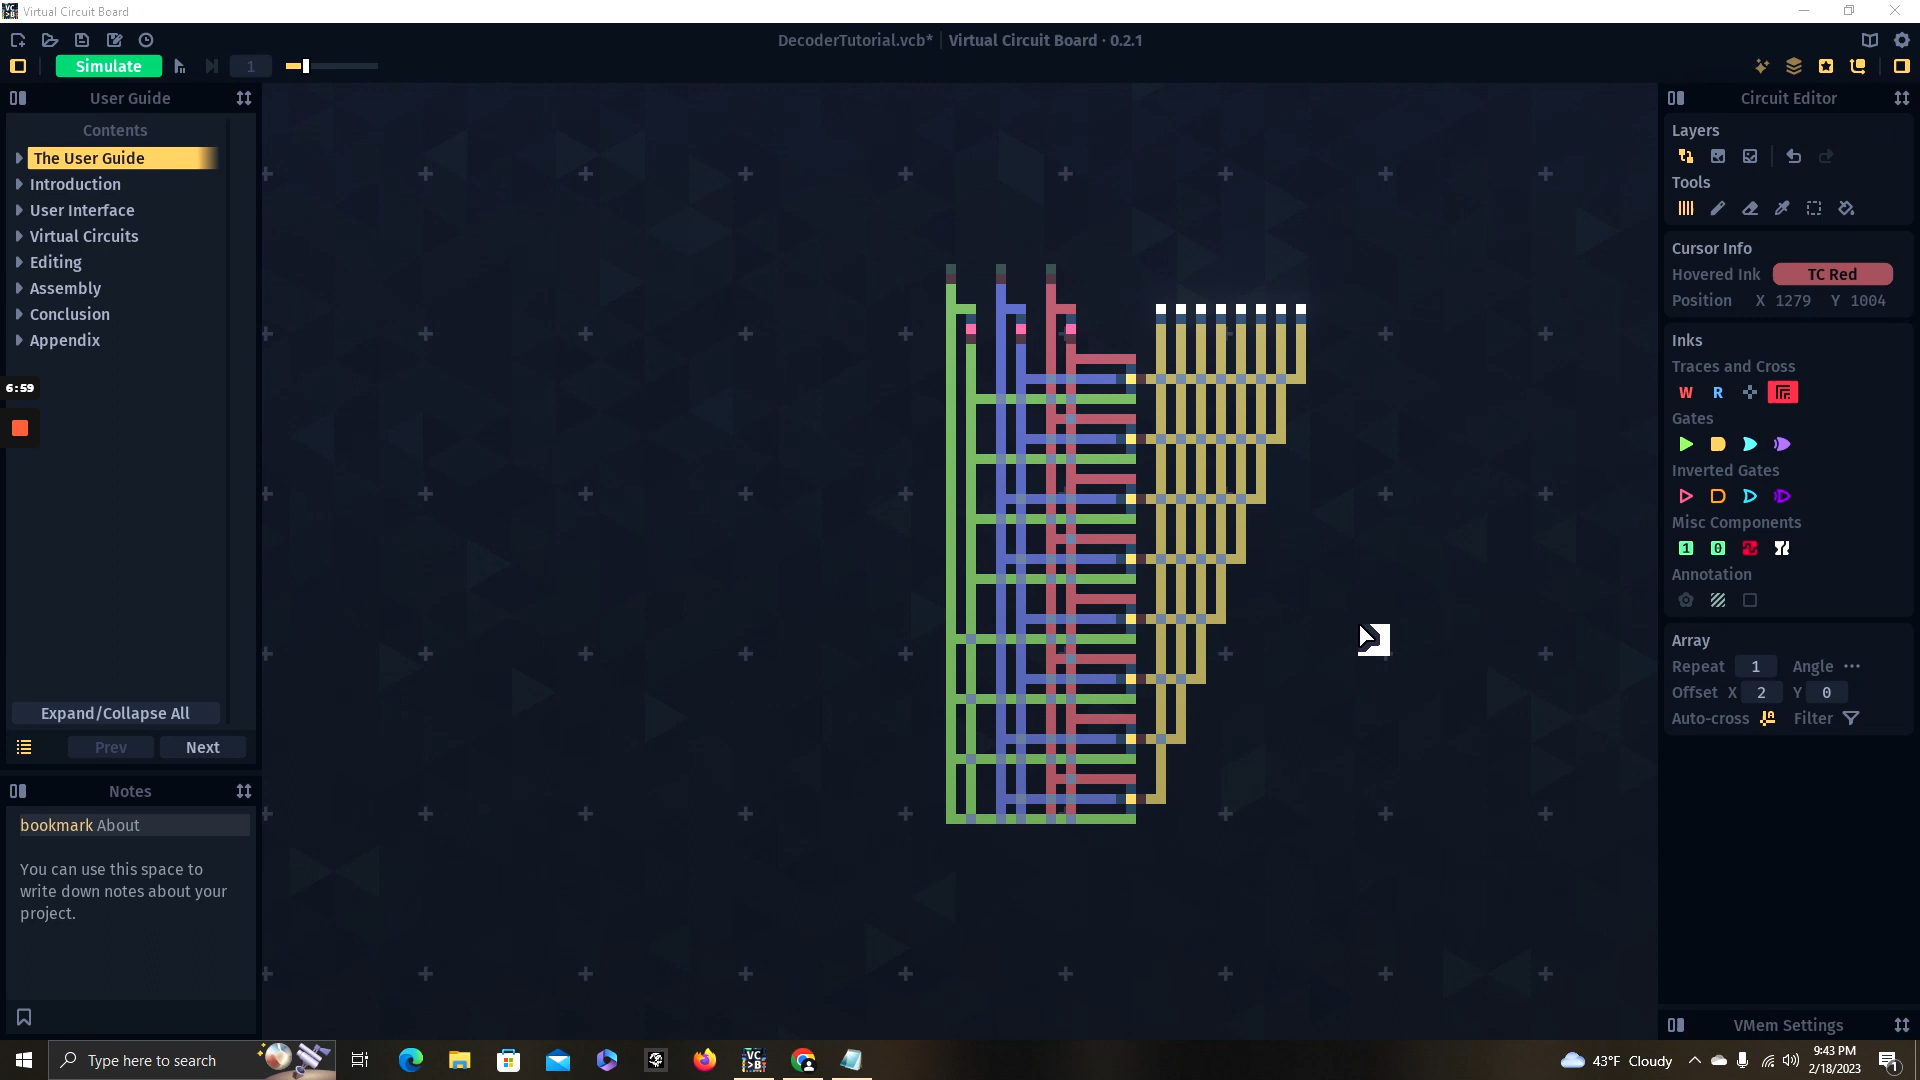 Virtual Circuit Board
DecoderTutorial.vcb* | Virtual Circuit Board · 0.2.1
Simulate
1
User Guide
Contents
The User Guide
Introduction
User Interface
Virtual Circuits
Editing
Assembly
Conclusion
Appendix
6:59
Expand/Collapse All
Prev
Next
Notes
bookmark About
You can use this space to
write down notes about your
project.
Circuit Editor
Layers
Tools
Cursor Info
Hovered Ink TC Red
Position X 1279 Y 1004
Inks
Traces and Cross
W R
Gates
Inverted Gates
Misc Components
1 0
Annotation
Array
Repeat 1 Angle ···
Offset X 2 Y 0
Auto-cross Filter
VMem Settings
Type here to search
43°F Cloudy
9:43 PM
2/18/2023
1